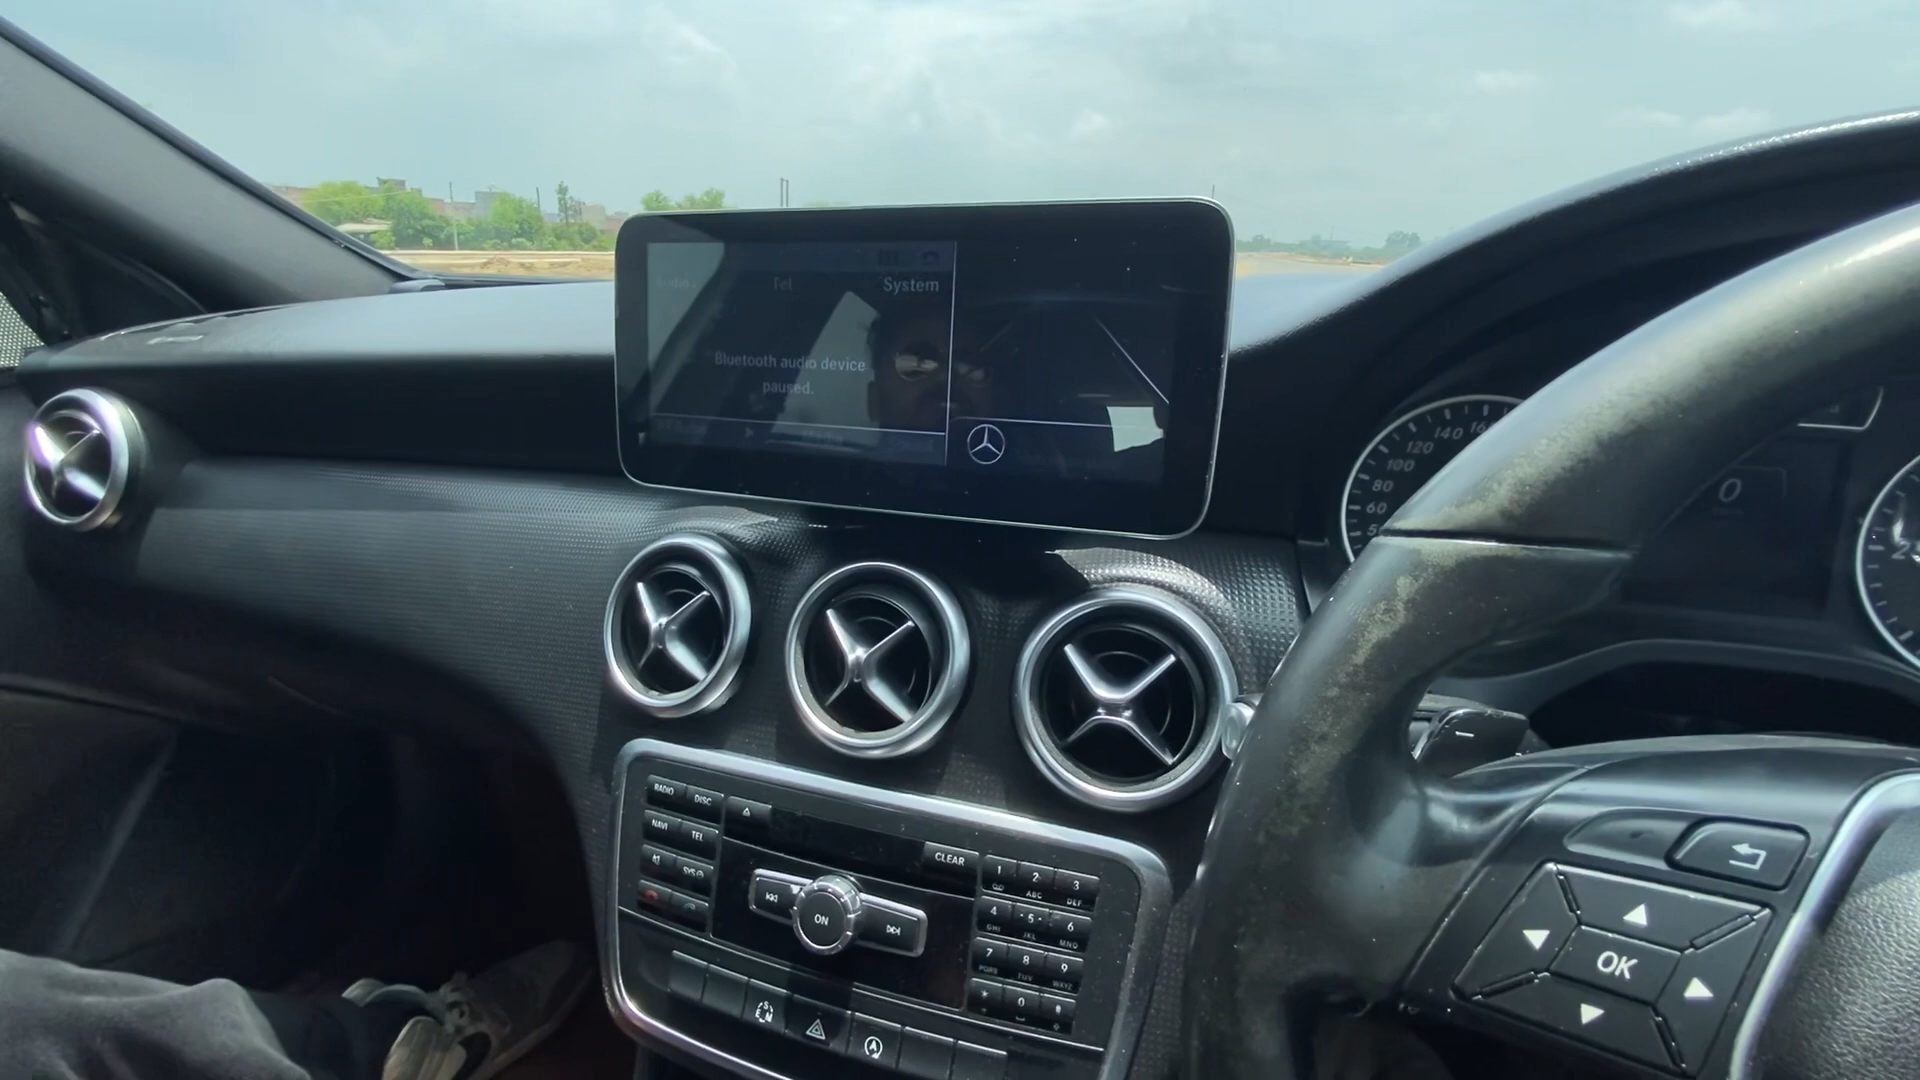 Tel
System
Bluetooth audio device
paused.
140
120
100
80
60
0
RADIO
DISC
NAVI
TEL
SYS
CLEAR
1
2
ABC
3
DEF
4
GHI
5
JKL
6
MNO
7
PQRS
8
TUV
9
WXYZ
*
0
ON
OK